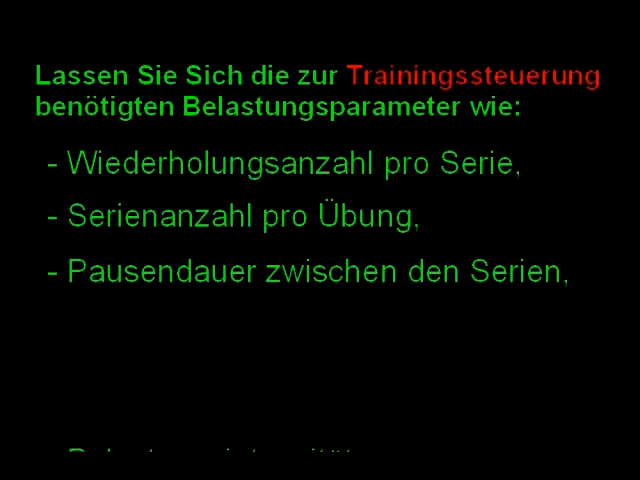 Lassen Sie Sich die zur Trainingssteuerung
benötigten Belastungsparameter wie:
- Wiederholungsanzahl pro Serie,
- Serienanzahl pro Übung,
- Pausendauer zwischen den Serien,